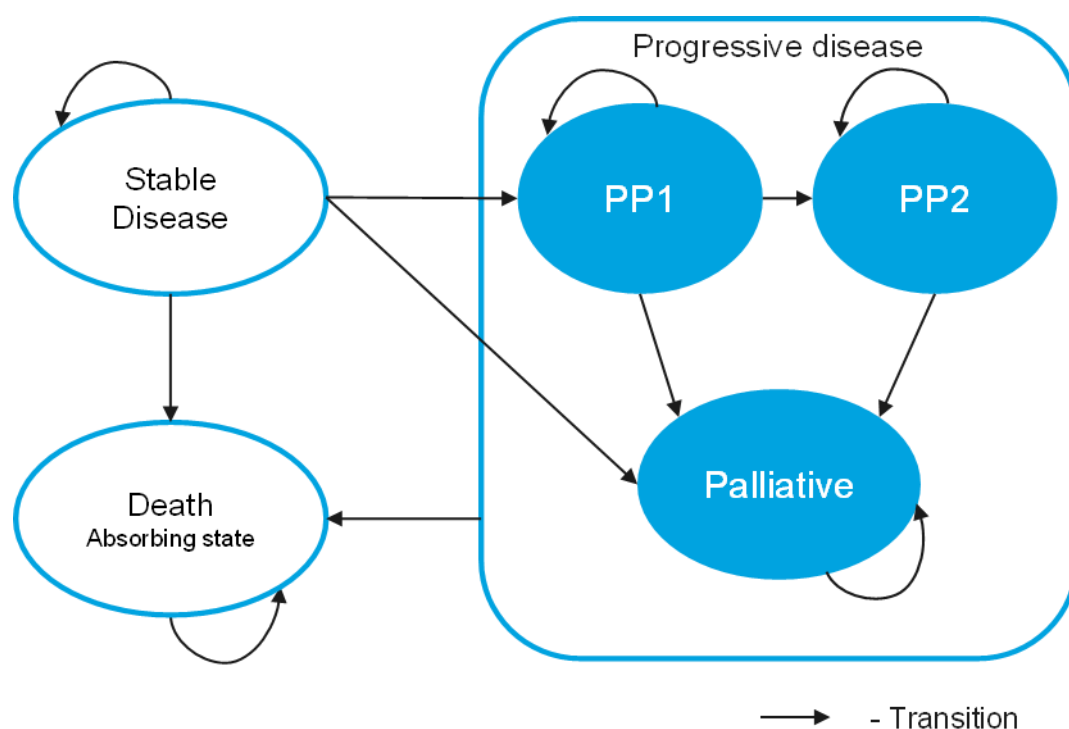 Progressive disease
Stable
Disease
PP1
PP2
Palliative
Death
Absorbing state
- Transition